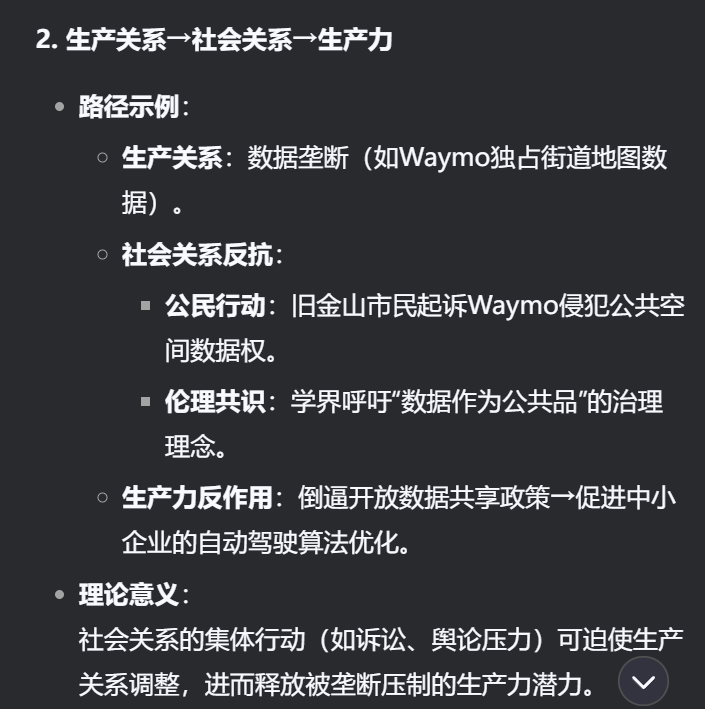 2. 生产关系→社会关系→生产力
路径示例：
生产关系：数据垄断（如Waymo独占街道地图数
据）。
社会关系反抗：
公民行动：旧金山市民起诉Waymo侵犯公共空
间数据权。
伦理共识：学界呼吁“数据作为公共品”的治理
理念。
生产力反作用：倒逼开放数据共享政策→促进中小
企业的自动驾驶算法优化。
理论意义：
社会关系的集体行动（如诉讼、舆论压力）可迫使生产
关系调整，进而释放被垄断压制的生产力潜力。